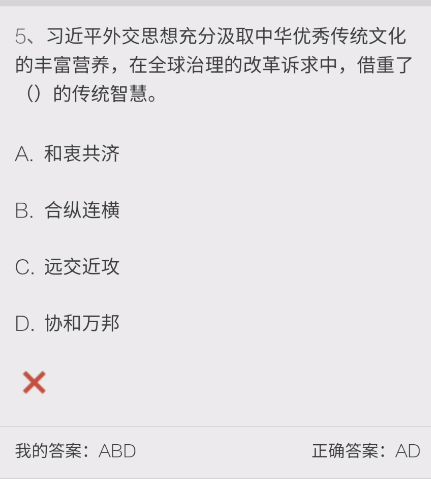 5、习近平外交思想充分汲取中华优秀传统文化
的丰富营养，在全球治理的改革诉求中，借重了
（）的传统智慧。
A. 和衷共济
B. 合纵连横
C. 远交近攻
D. 协和万邦
我的答案：ABD 正确答案：AD